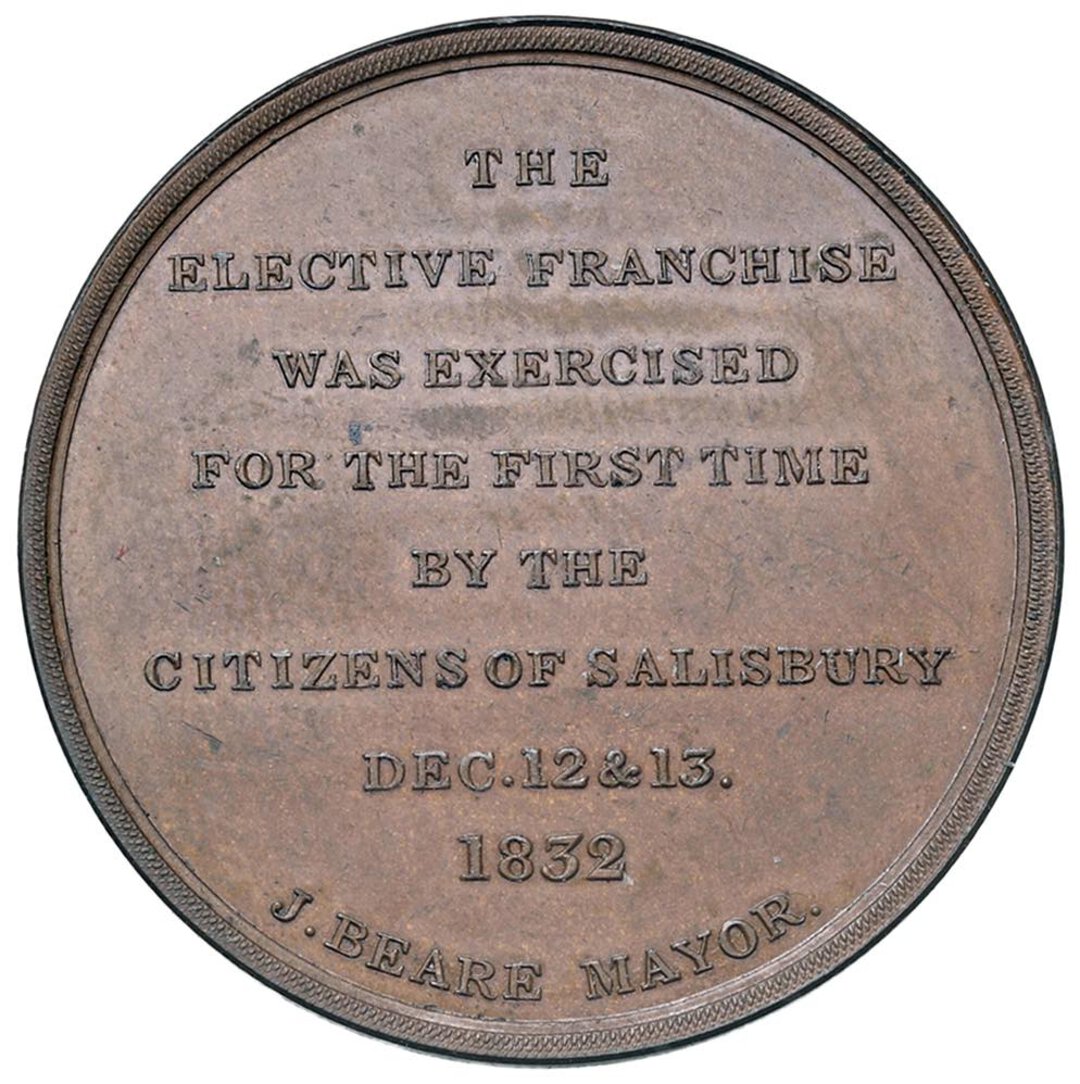 THE
ELECTIVE FRANCHISE
WAS EXERCISED
FOR THE FIRST TIME
BY THE
CITIZENS OF SALISBURY
DEC. 12 & 13.
1832
J. BEARE MAYOR.